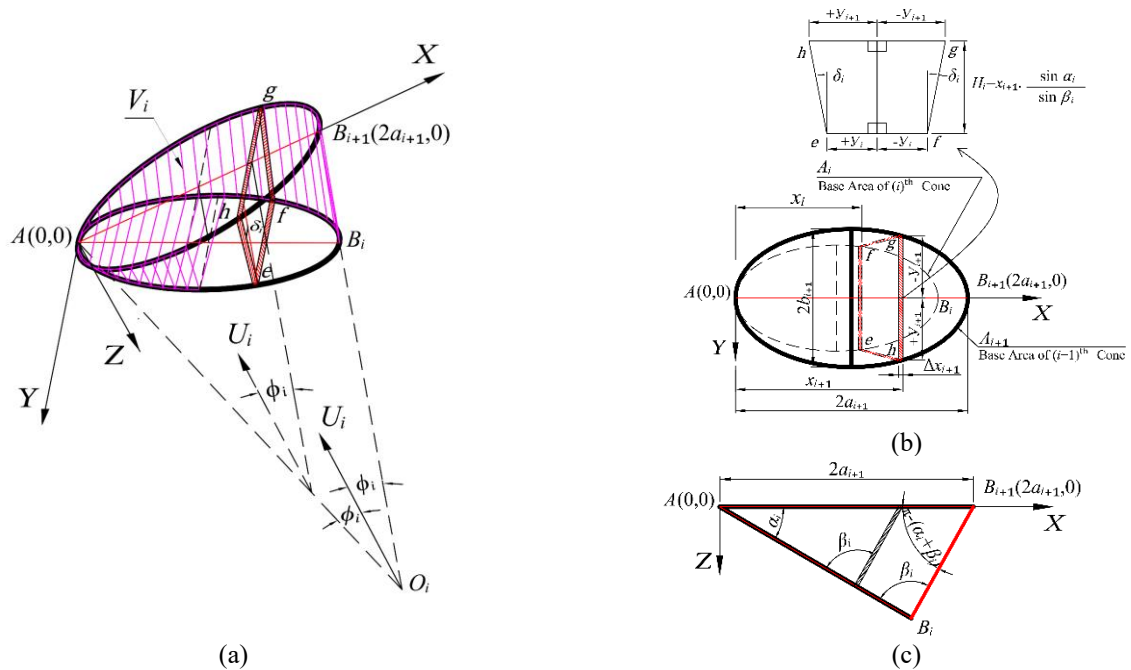 X
g
V_i
B_{i+1}(2a_{i+1},0)
h
f
δ_i
A(0,0)
B_i
e
Z
Y
U_i
ϕ_i
U_i
ϕ_i
ϕ_i
O_i
(a)
+y_{i+1} -y_{i+1}
h g
δ_i δ_i
H_i-x_{i+1}· sin α_i / sin β_i
e +y_i -y_i f
A_i
Base Area of (i)^{th} Cone
x_i
f g
-y_{i+1}
A(0,0) 2b_{i+1} B_i B_{i+1}(2a_{i+1},0)
X
+y_{i+1}
e h
Y
A_{i+1}
Base Area of (i-1)^{th} Cone
Δx_{i+1}
x_{i+1}
2a_{i+1}
(b)
2a_{i+1}
A(0,0) B_{i+1}(2a_{i+1},0)
X
α_i
π-(α_i+β_i)
β_i
Z
β_i
B_i
(c)